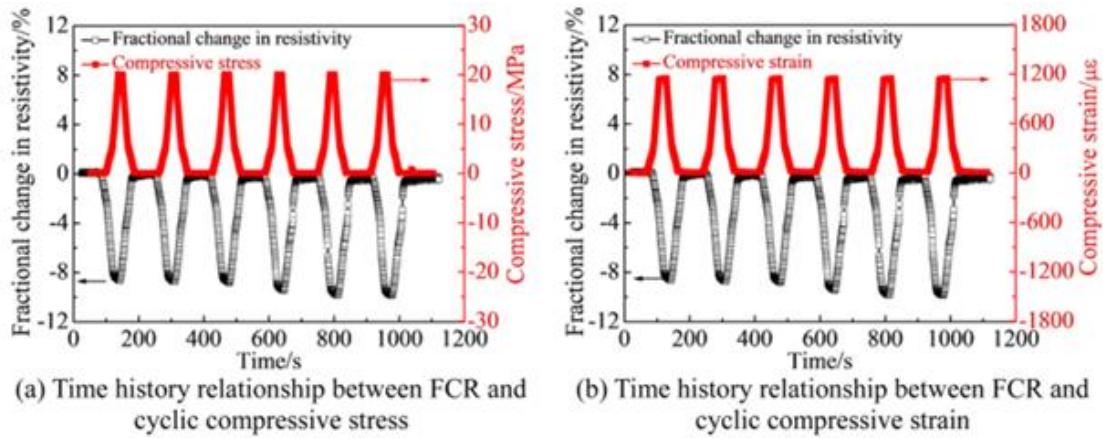 12
8
4
0
-4
-8
-12
Fractional change in resistivity/%
Fractional change in resistivity
Compressive stress
30
20
10
0
-10
-20
-30
Compressive stress/MPa
0 200 400 600 800 1000 1200
Time/s
(a) Time history relationship between FCR and
cyclic compressive stress
12
8
4
0
-4
-8
-12
Fractional change in resistivity/%
Fractional change in resistivity
Compressive strain
1800
1200
600
0
-600
-1200
-1800
Compressive strain/με
0 200 400 600 800 1000 1200
Time/s
(b) Time history relationship between FCR and
cyclic compressive strain